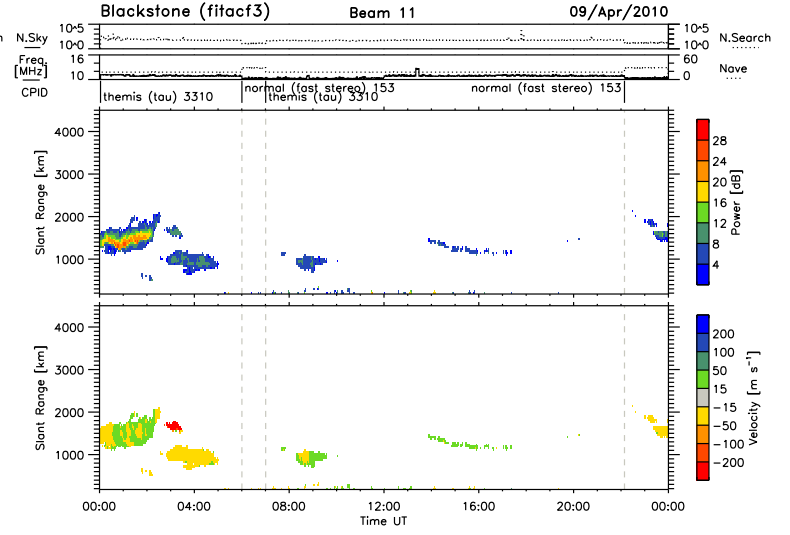 Blackstone (fitacf3)
Beam 11
09/Apr/2010
N.Sky
10^5
10^0
10^5
10^0
N.Search
Freq.
[MHz]
16
10
60
0
Nave
CPID
themis (tau) 3310
normal (fast stereo) 153
themis (tau) 3310
normal (fast stereo) 153
Slant Range [km]
4000
3000
2000
1000
28
24
20
16
12
8
4
Power [dB]
Slant Range [km]
4000
3000
2000
1000
200
100
50
15
-15
-50
-100
-200
Velocity [m s⁻¹]
00:00 04:00 08:00 12:00 16:00 20:00 00:00
Time UT